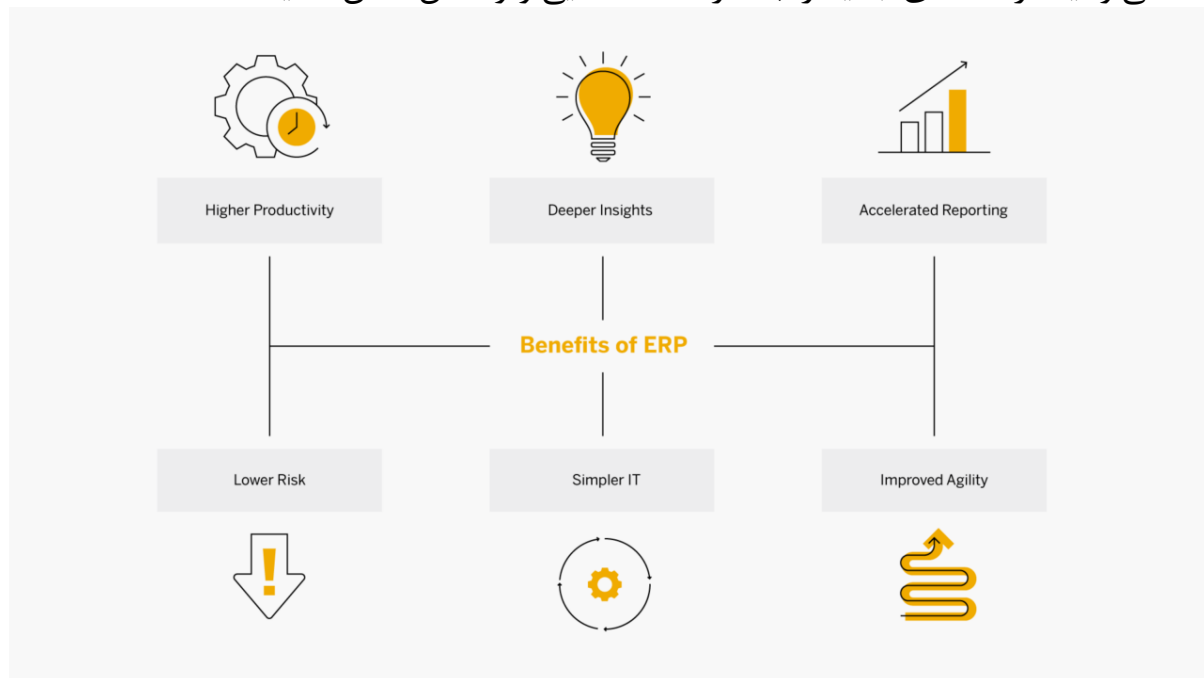 Higher Productivity
Deeper Insights
Accelerated Reporting
Benefits of ERP
Lower Risk
Simpler IT
Improved Agility